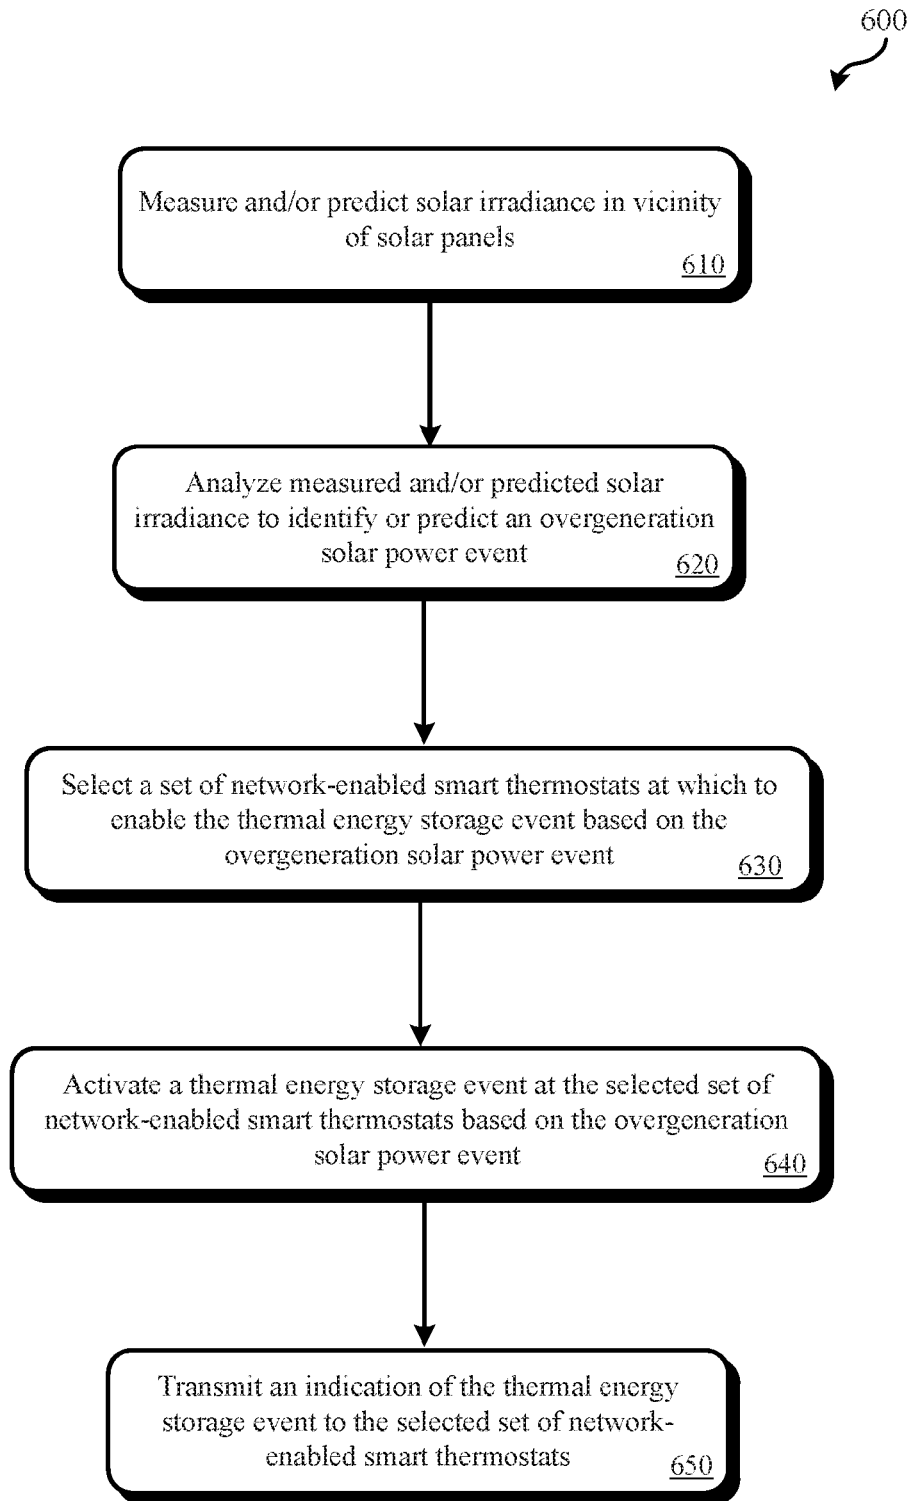 600
Measure and/or predict solar irradiance in vicinity
of solar panels
610
Analyze measured and/or predicted solar
irradiance to identify or predict an overgeneration
solar power event
620
Select a set of network-enabled smart thermostats at which to
enable the thermal energy storage event based on the
overgeneration solar power event
630
Activate a thermal energy storage event at the selected set of
network-enabled smart thermostats based on the overgeneration
solar power event
640
Transmit an indication of the thermal energy
storage event to the selected set of network-
enabled smart thermostats
650